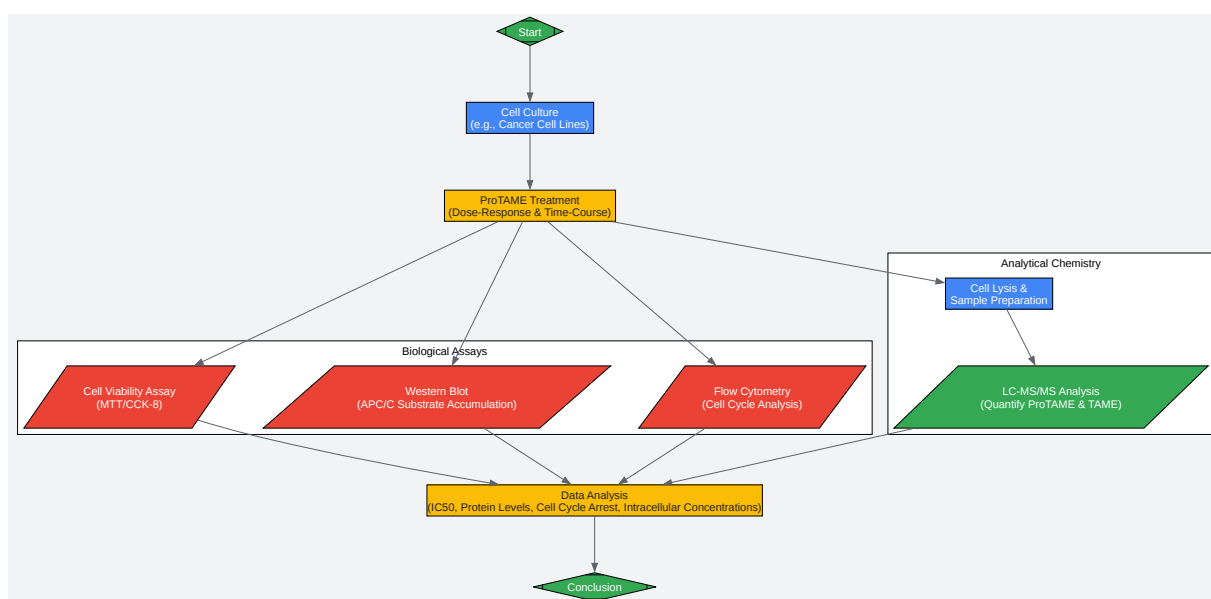 Start
Cell Culture
(e.g., Cancer Cell Lines)
ProTAME Treatment
(Dose-Response & Time-Course)
Analytical Chemistry
Cell Lysis &
Sample Preparation
Biological Assays
Cell Viability Assay
(MTT/CCK-8)
Western Blot
(APC/C Substrate Accumulation)
Flow Cytometry
(Cell Cycle Analysis)
LC-MS/MS Analysis
(Quantify ProTAME & TAME)
Data Analysis
(IC50, Protein Levels, Cell Cycle Arrest, Intracellular Concentrations)
Conclusion